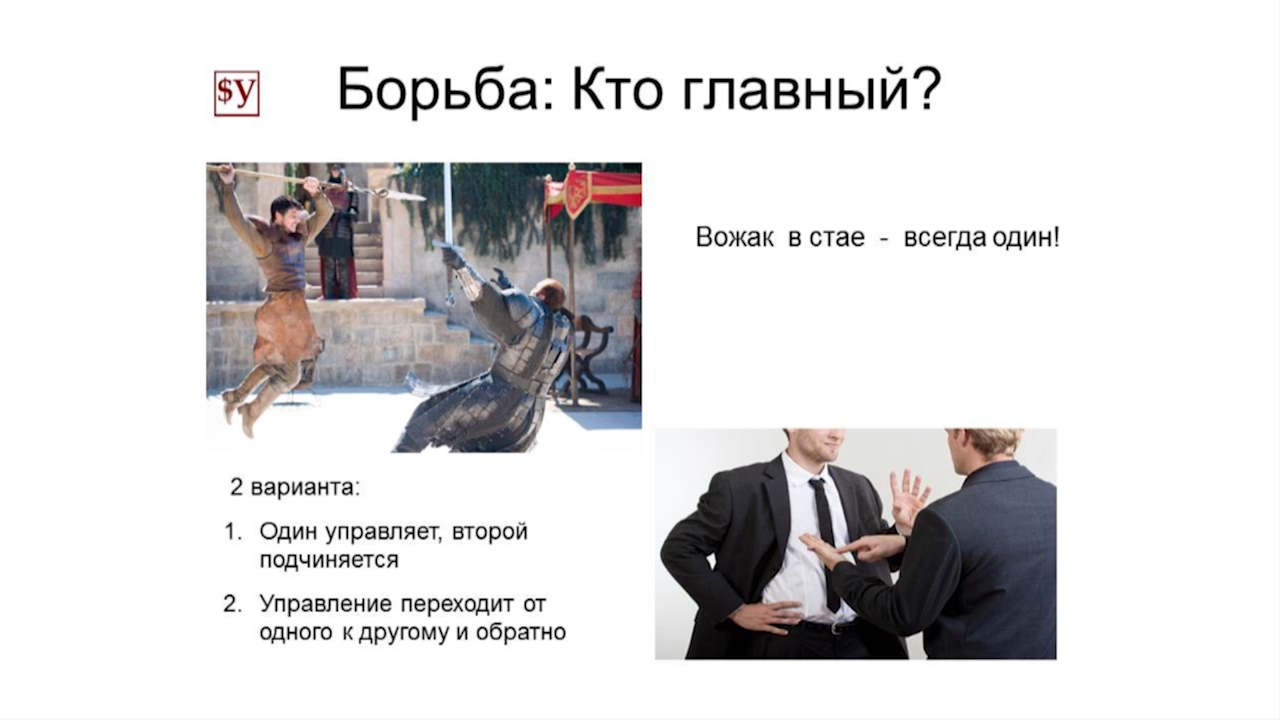 $У
Борьба: Кто главный?
Вожак в стае - всегда один!
2 варианта:
1. Один управляет, второй
подчиняется
2. Управление переходит от
одного к другому и обратно